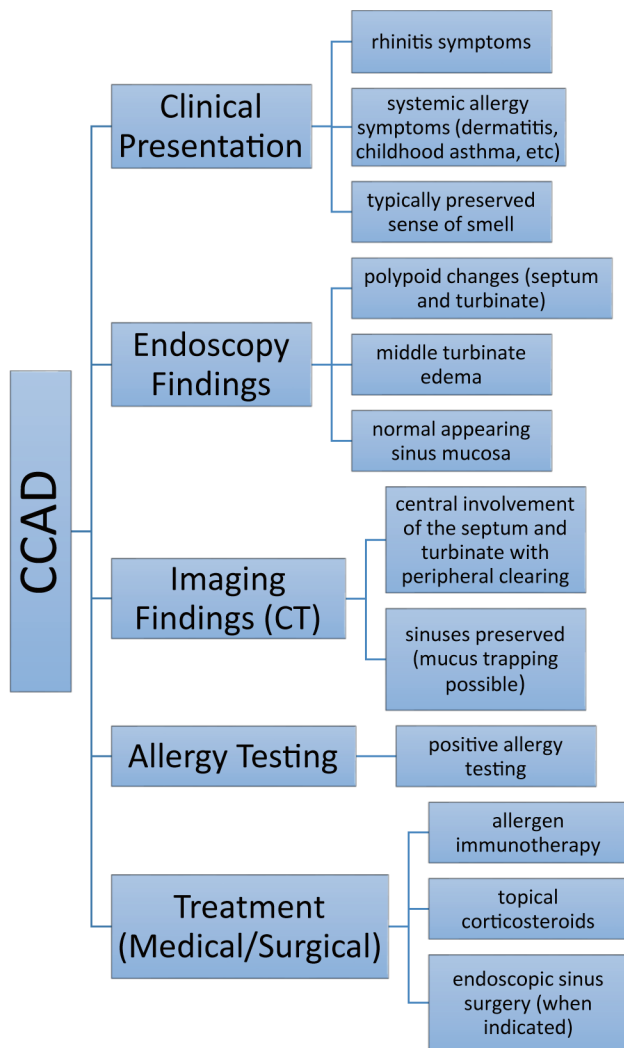 CCAD
Clinical
Presentation
rhinitis symptoms
systemic allergy
symptoms (dermatitis,
childhood asthma, etc)
typically preserved
sense of smell
Endoscopy
Findings
polypoid changes (septum
and turbinate)
middle turbinate
edema
normal appearing
sinus mucosa
Imaging
Findings (CT)
central involvement
of the septum and
turbinate with
peripheral clearing
sinuses preserved
(mucus trapping
possible)
Allergy Testing
positive allergy
testing
Treatment
(Medical/Surgical)
allergen
immunotherapy
topical
corticosteroids
endoscopic sinus
surgery (when
indicated)